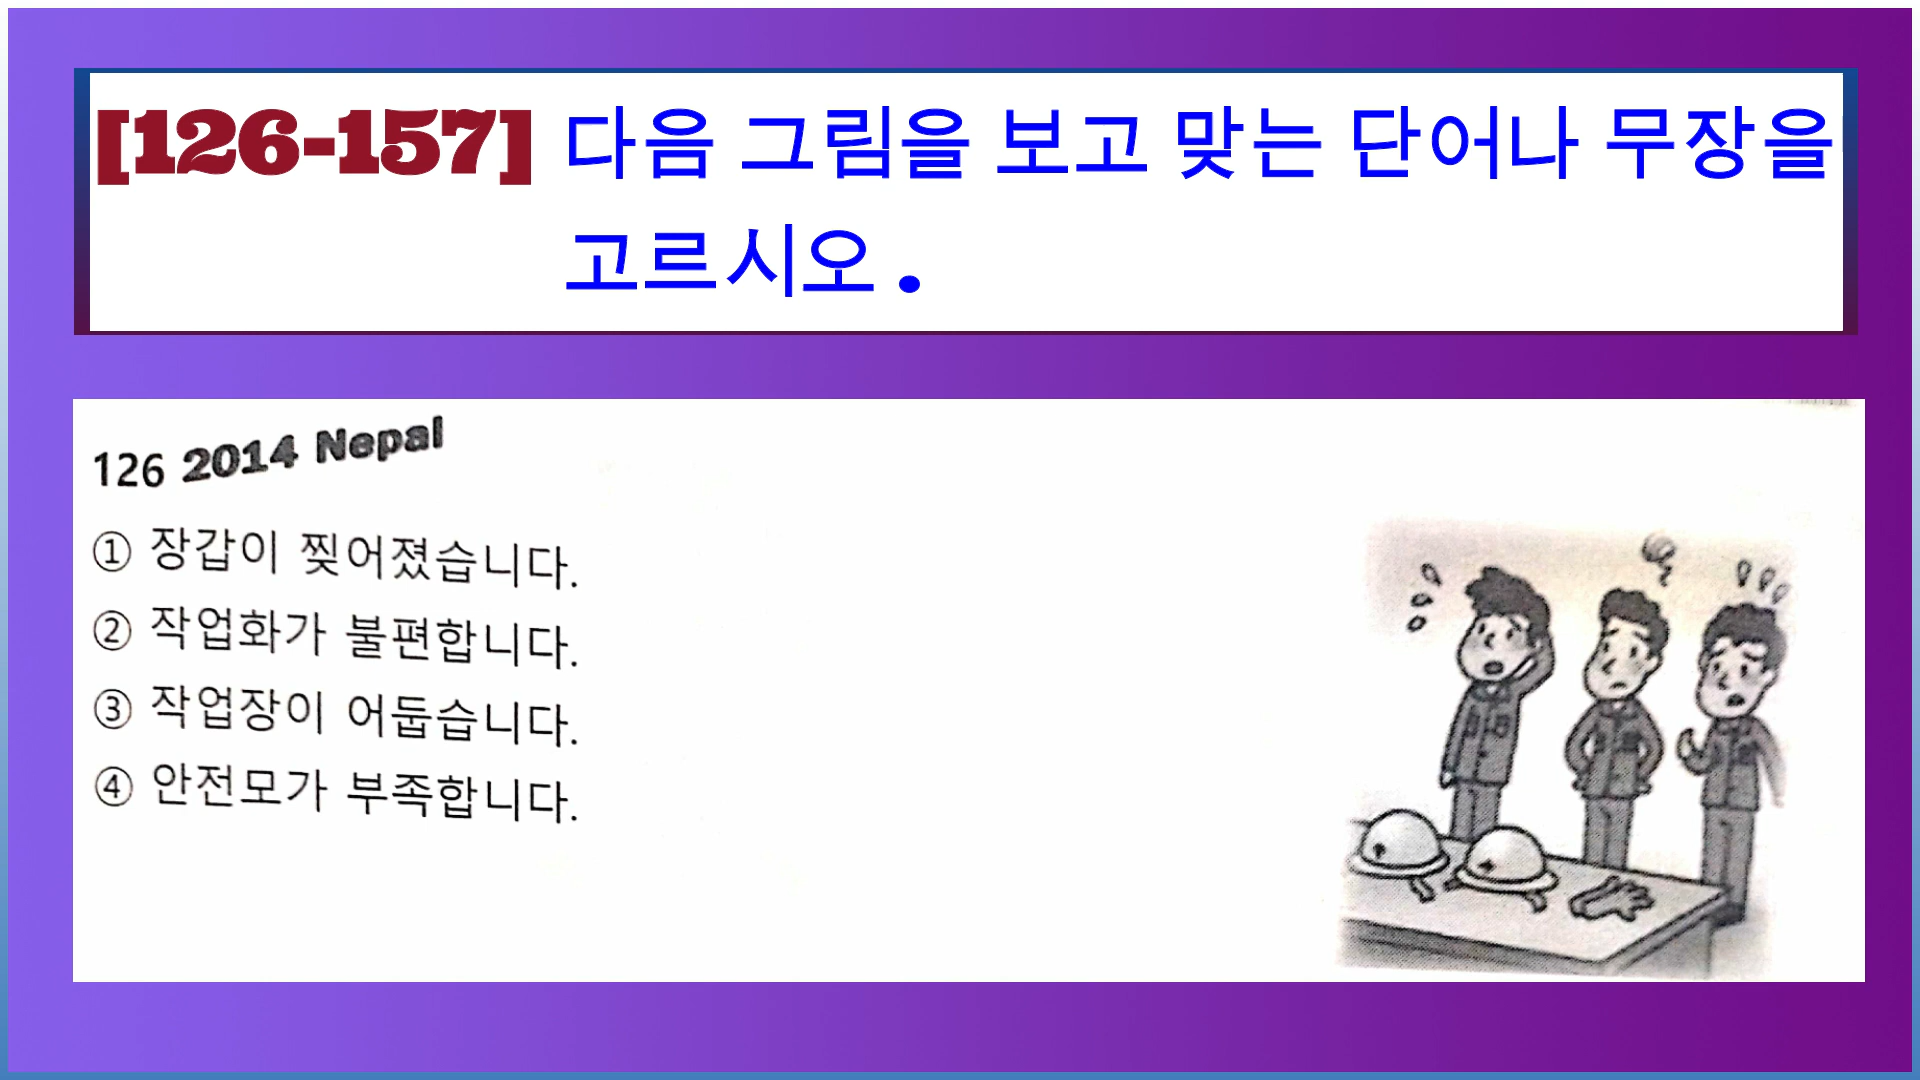 [126-157] 다음 그림을 보고 맞는 단어나 무장을
고르시오.
126 2014 Nepal
① 장갑이 찢어졌습니다.
② 작업화가 불편합니다.
③ 작업장이 어둡습니다.
④ 안전모가 부족합니다.